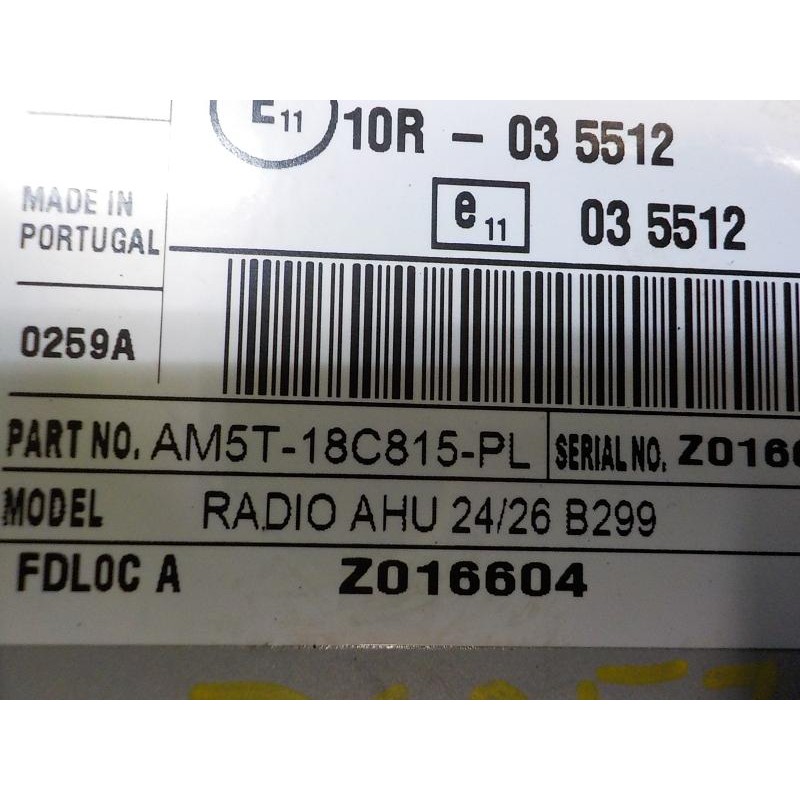 E11 10R - 03 5512
e11 03 5512
MADE IN
PORTUGAL
0259A
PART NO. AM5T-18C815-PL SERIAL NO. Z0166
MODEL RADIO AHU 24/26 B299
FDLOC A Z016604